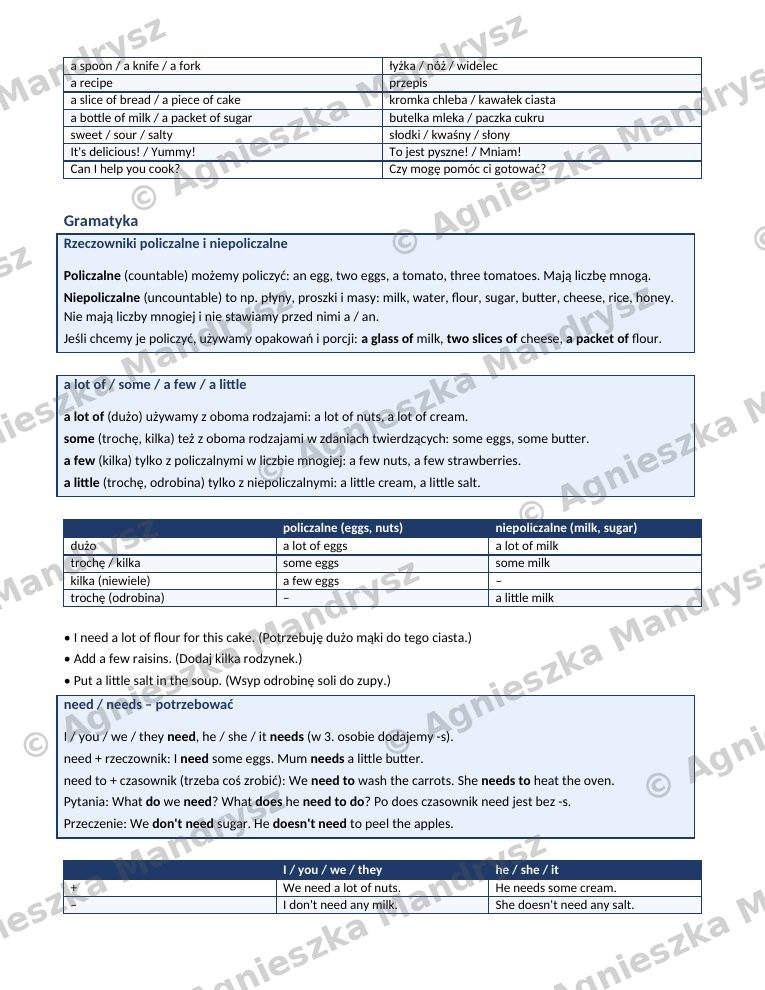 a spoon / a knife / a fork łyżka / nóż / widelec
a recipe przepis
a slice of bread / a piece of cake kromka chleba / kawałek ciasta
a bottle of milk / a packet of sugar butelka mleka / paczka cukru
sweet / sour / salty słodki / kwaśny / słony
It's delicious! / Yummy! To jest pyszne! / Mniam!
Can I help you cook? Czy mogę pomóc ci gotować?
Gramatyka
Rzeczowniki policzalne i niepoliczalne
Policzalne (countable) możemy policzyć: an egg, two eggs, a tomato, three tomatoes. Mają liczbę mnogą.
Niepoliczalne (uncountable) to np. płyny, proszki i masy: milk, water, flour, sugar, butter, cheese, rice, honey.
Nie mają liczby mnogiej i nie stawiamy przed nimi a / an.
Jeśli chcemy je policzyć, używamy opakowań i porcji: a glass of milk, two slices of cheese, a packet of flour.
a lot of / some / a few / a little
a lot of (dużo) używamy z oboma rodzajami: a lot of nuts, a lot of cream.
some (trochę, kilka) też z oboma rodzajami w zdaniach twierdzących: some eggs, some butter.
a few (kilka) tylko z policzalnymi w liczbie mnogiej: a few nuts, a few strawberries.
a little (trochę, odrobina) tylko z niepoliczalnymi: a little cream, a little salt.
policzalne (eggs, nuts) niepoliczalne (milk, sugar)
dużo a lot of eggs a lot of milk
trochę / kilka some eggs some milk
kilka (niewiele) a few eggs –
trochę (odrobina) – a little milk
• I need a lot of flour for this cake. (Potrzebuję dużo mąki do tego ciasta.)
• Add a few raisins. (Dodaj kilka rodzynek.)
• Put a little salt in the soup. (Wsyp odrobinę soli do zupy.)
need / needs – potrzebować
I / you / we / they need, he / she / it needs (w 3. osobie dodajemy -s).
need + rzeczownik: I need some eggs. Mum needs a little butter.
need to + czasownik (trzeba coś zrobić): We need to wash the carrots. She needs to heat the oven.
Pytania: What do we need? What does he need to do? Po does czasownik need jest bez -s.
Przeczenie: We don't need sugar. He doesn't need to peel the apples.
I / you / we / they he / she / it
+ We need a lot of nuts. He needs some cream.
– I don't need any milk. She doesn't need any salt.
© Agnieszka Mandrysz